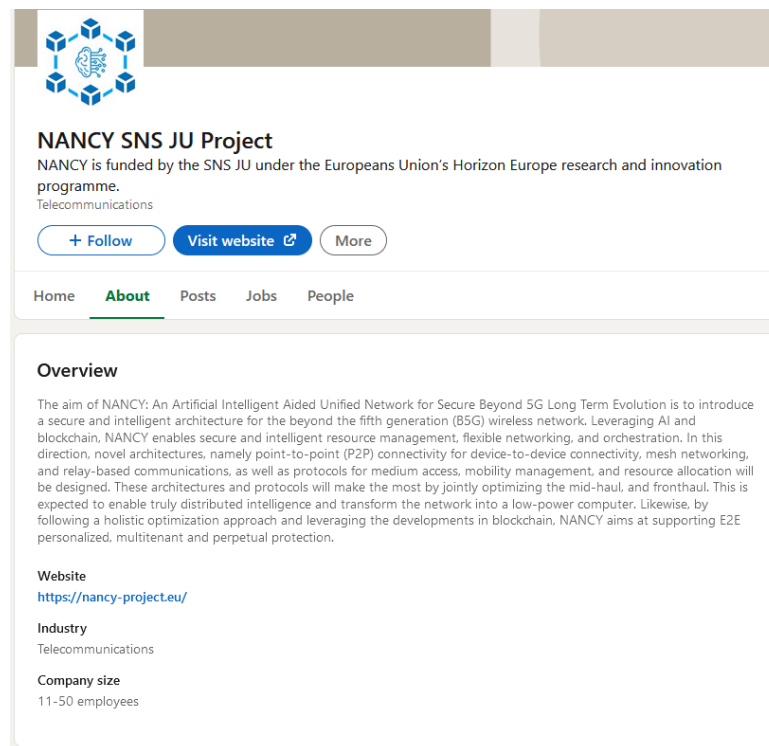 NANCY SNS JU Project
NANCY is funded by the SNS JU under the Europeans Union's Horizon Europe research and innovation
programme.
Telecommunications
+ Follow
Visit website
More
Home
About
Posts
Jobs
People
Overview
The aim of NANCY: An Artificial Intelligent Aided Unified Network for Secure Beyond 5G Long Term Evolution is to introduce
a secure and intelligent architecture for the beyond the fifth generation (B5G) wireless network. Leveraging AI and
blockchain, NANCY enables secure and intelligent resource management, flexible networking, and orchestration. In this
direction, novel architectures, namely point-to-point (P2P) connectivity for device-to-device connectivity, mesh networking,
and relay-based communications, as well as protocols for medium access, mobility management, and resource allocation will
be designed. These architectures and protocols will make the most by jointly optimizing the mid-haul, and fronthaul. This is
expected to enable truly distributed intelligence and transform the network into a low-power computer. Likewise, by
following a holistic optimization approach and leveraging the developments in blockchain, NANCY aims at supporting E2E
personalized, multitenant and perpetual protection.
Website
https://nancy-project.eu/
Industry
Telecommunications
Company size
11-50 employees